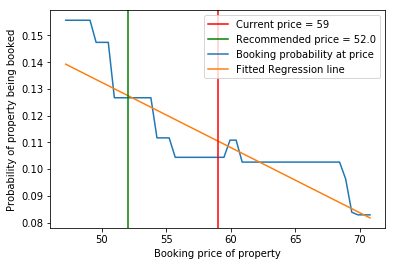 Current price = 59
Recommended price = 52.0
Booking probability at price
Fitted Regression line
Probability of property being booked
0.15
0.14
0.13
0.12
0.11
0.10
0.09
0.08
50
55
60
65
70
Booking price of property